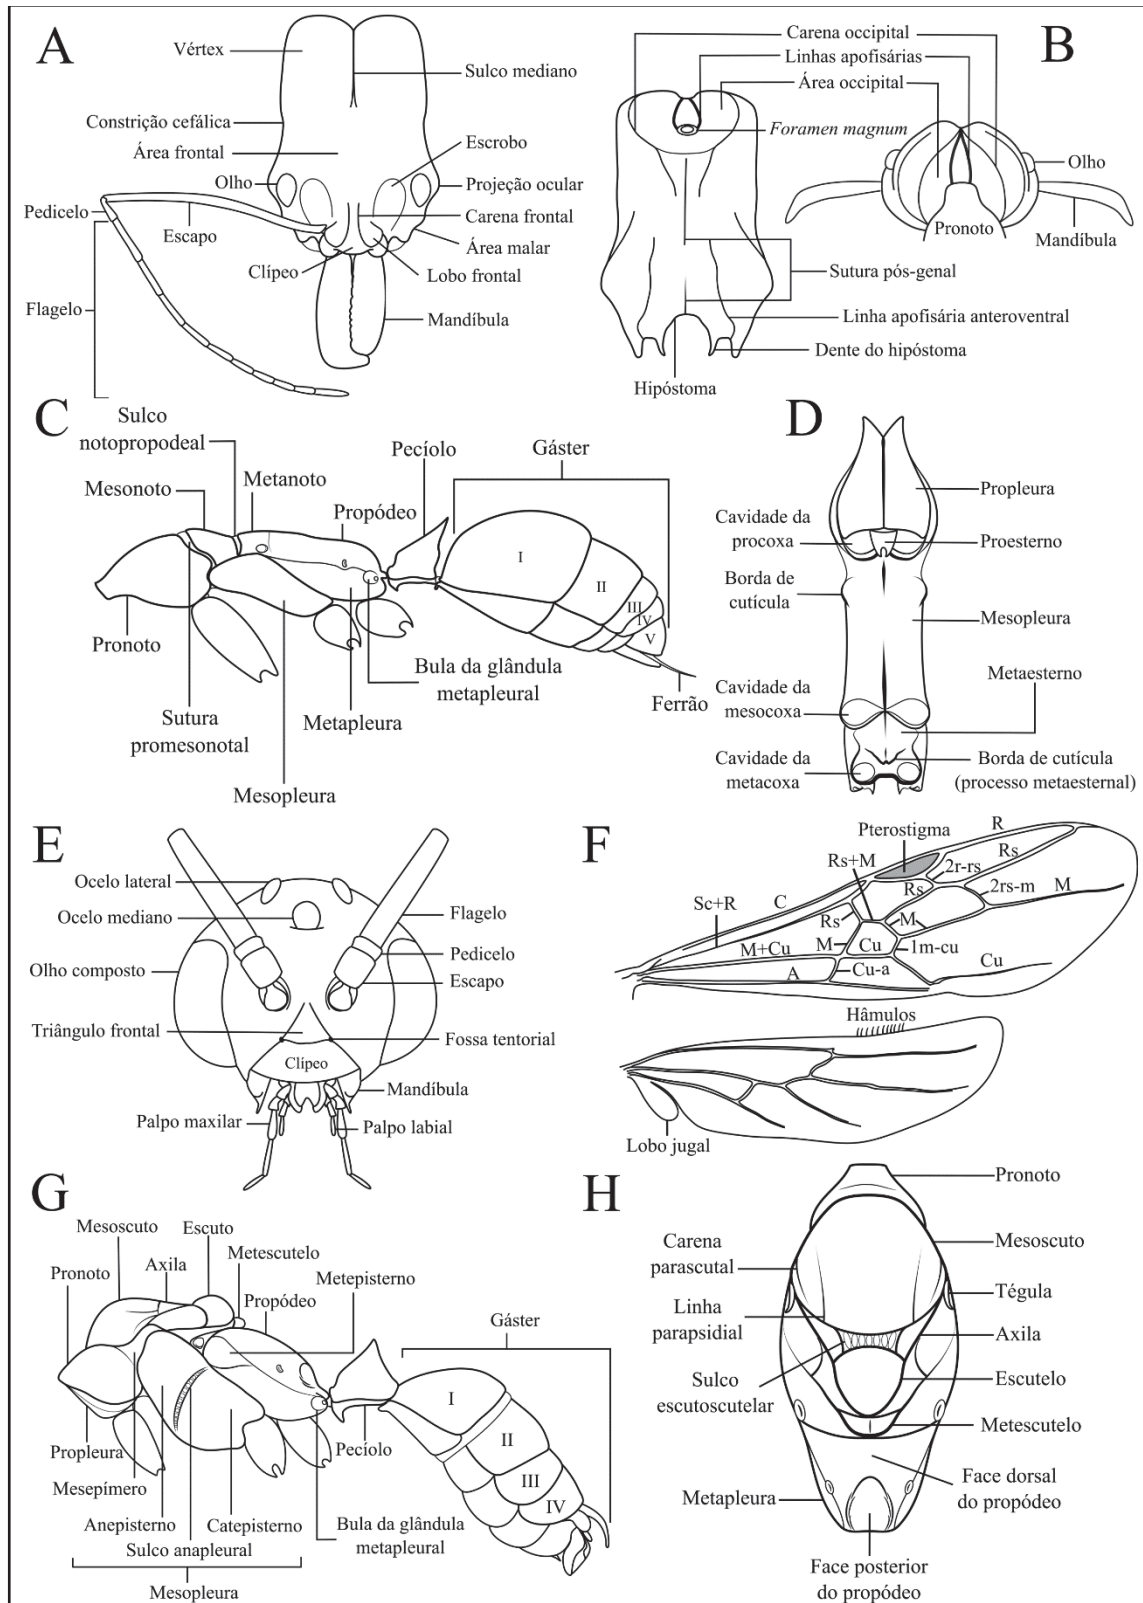 A
Vértex
Sulco mediano
Constrição cefálica
Área frontal
Escrobo
Olho
Projeção ocular
Pedicelo
Carena frontal
Escapo
Área malar
Clípeo
Lobo frontal
Flagelo
Mandíbula
B
Carena occipital
Linhas apofisárias
Área occipital
Foramen magnum
Olho
Pronoto
Mandíbula
Sutura pós-genal
Linha apofisária anteroventral
Dente do hipóstoma
Hipóstoma
C
Sulco
notopropodeal
Pecíolo
Gáster
Mesonoto
Metanoto
Propódeo
I
II
III
IV
V
Pronoto
Bula da glândula
metapleural
Ferrão
Sutura
promesonotal
Metapleura
Mesopleura
D
Propleura
Cavidade da
procoxa
Proesterno
Borda de
cutícula
Mesopleura
Metaesterno
Cavidade da
mesocoxa
Cavidade da
metacoxa
Borda de cutícula
(processo metaesternal)
E
Ocelo lateral
Ocelo mediano
Flagelo
Pedicelo
Olho composto
Escapo
Triângulo frontal
Fossa tentorial
Clípeo
Mandíbula
Palpo maxilar
Palpo labial
F
Pterostigma
R
Rs+M
Rs
2r-rs
Rs
2rs-m
M
C
Sc+R
Rs
M
M+Cu
M
Cu
1m-cu
Cu
A
Cu-a
Hâmulos
Lobo jugal
G
Mesoscuto
Escuto
Axila
Metescutelo
Pronoto
Metepisterno
Propódeo
Gáster
I
II
III
IV
Propleura
Pecíolo
Mesepímero
Anepisterno
Catepisterno
Bula da glândula
metapleural
Sulco anapleural
Mesopleura
H
Pronoto
Carena
parascutal
Mesoscuto
Tégula
Linha
parapsidial
Axila
Sulco
escutoscutelar
Escutelo
Metescutelo
Face dorsal
do propódeo
Metapleura
Face posterior
do propódeo